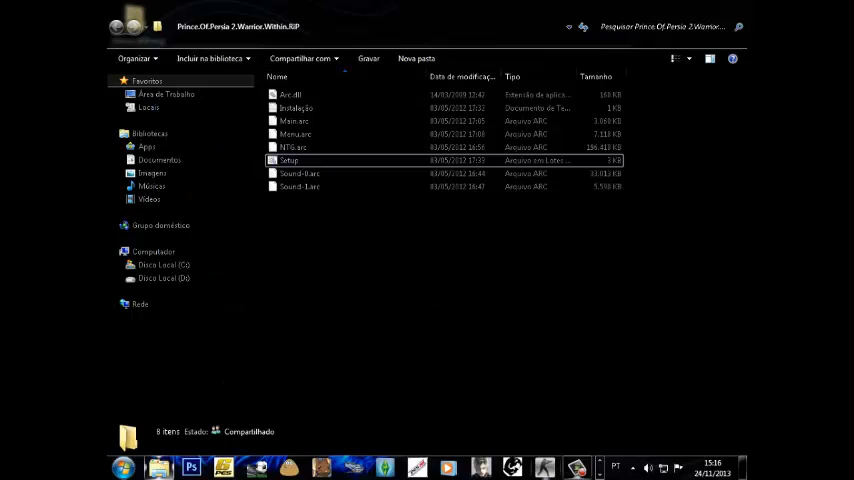 Prince.Of.Persia 2.Warrior.Within.RiP
Pesquisar Prince.Of.Persia 2.Warrior....
Organizar
Incluir na biblioteca
Compartilhar com
Gravar
Nova pasta
Nome Data de modificaç... Tipo Tamanho
Favoritos
Área de Trabalho
Locais
Bibliotecas
Apps
Documentos
Imagens
Músicas
Vídeos
Grupo doméstico
Computador
Disco Local (C:)
Disco Local (D:)
Rede
Arc.dll 14/03/2009 12:42 Extensão de aplica... 160 KB
Instalação 03/05/2012 17:32 Documento de Te... 1 KB
Main.arc 03/05/2012 17:05 Arquivo ARC 3.060 KB
Menu.arc 03/05/2012 17:00 Arquivo ARC 7.110 KB
NTG.arc 03/05/2012 16:56 Arquivo ARC 196.410 KB
Setup 03/05/2012 17:33 Arquivo em Lotes ... 3 KB
Sound-0.arc 03/05/2012 16:44 Arquivo ARC 33.013 KB
Sound-1.arc 03/05/2012 16:47 Arquivo ARC 5.590 KB
8 itens Estado: Compartilhado
Ps
PES
PT
15:16
24/11/2013